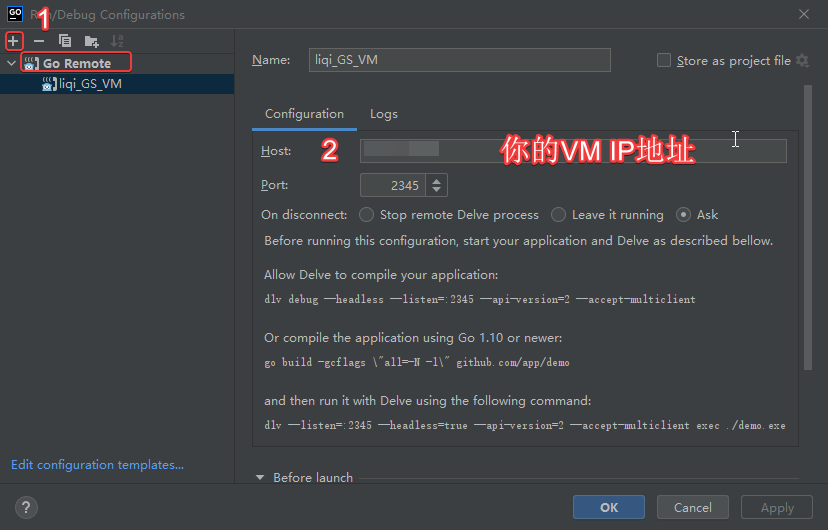 GO
Run/Debug Configurations
1
Go Remote
liqi_GS_VM
Name: liqi_GS_VM
Store as project file
Configuration Logs
Host: 2 你的VM IP地址
Port: 2345
On disconnect: Stop remote Delve process Leave it running Ask
Before running this configuration, start your application and Delve as described bellow.
Allow Delve to compile your application:
dlv debug --headless --listen=:2345 --api-version=2 --accept-multiclient
Or compile the application using Go 1.10 or newer:
go build -gcflags \"all=-N -l\" github.com/app/demo
and then run it with Delve using the following command:
dlv --listen=:2345 --headless=true --api-version=2 --accept-multiclient exec ./demo.exe
Edit configuration templates...
Before launch
? OK Cancel Apply